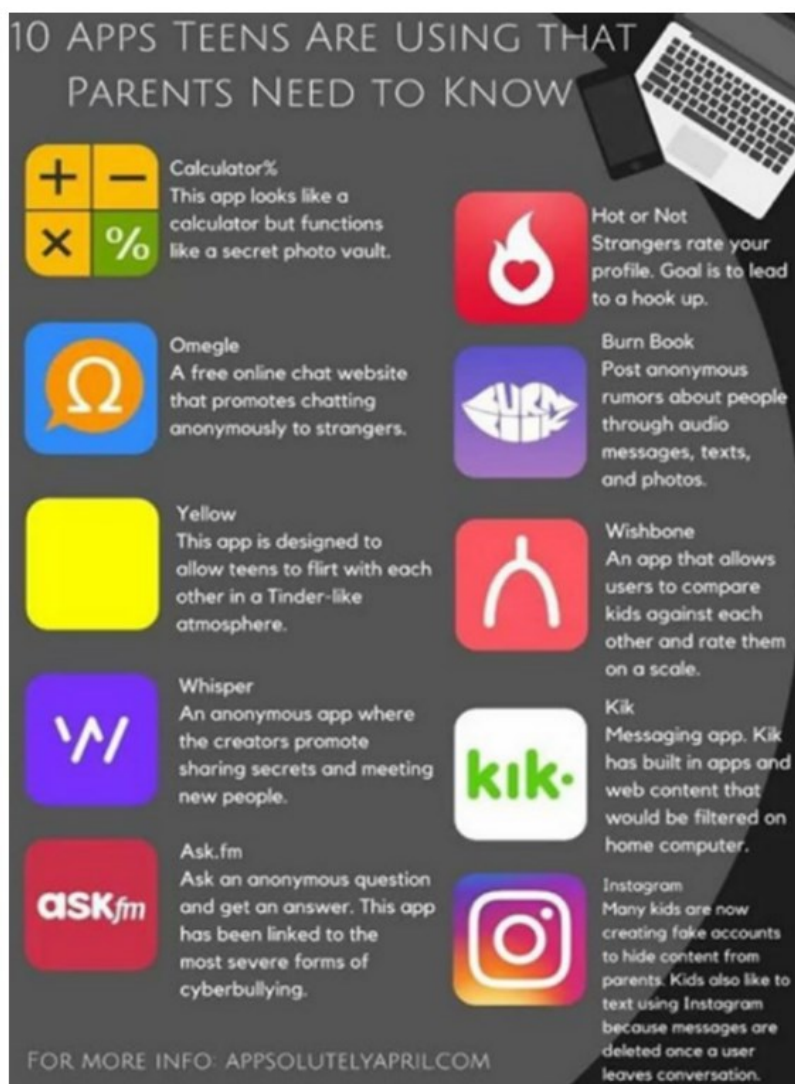 10 APPS TEENS ARE USING THAT
PARENTS NEED TO KNOW
+ −
× %
Calculator%
This app looks like a
calculator but functions
like a secret photo vault.
Ω
Omegle
A free online chat website
that promotes chatting
anonymously to strangers.
Yellow
This app is designed to
allow teens to flirt with each
other in a Tinder-like
atmosphere.
Whisper
An anonymous app where
the creators promote
sharing secrets and meeting
new people.
ASKfm
Ask.fm
Ask an anonymous question
and get an answer. This app
has been linked to the
most severe forms of
cyberbullying.
Hot or Not
Strangers rate your
profile. Goal is to lead
to a hook up.
BURN
BOOK
Burn Book
Post anonymous
rumors about people
through audio
messages, texts,
and photos.
Wishbone
An app that allows
users to compare
kids against each
other and rate them
on a scale.
kik.
Kik
Messaging app. Kik
has built in apps and
web content that
would be filtered on
home computer.
Instagram
Many kids are now
creating fake accounts
to hide content from
parents. Kids also like to
text using Instagram
because messages are
deleted once a user
leaves conversation.
FOR MORE INFO: APPSOLUTELYAPRIL.COM